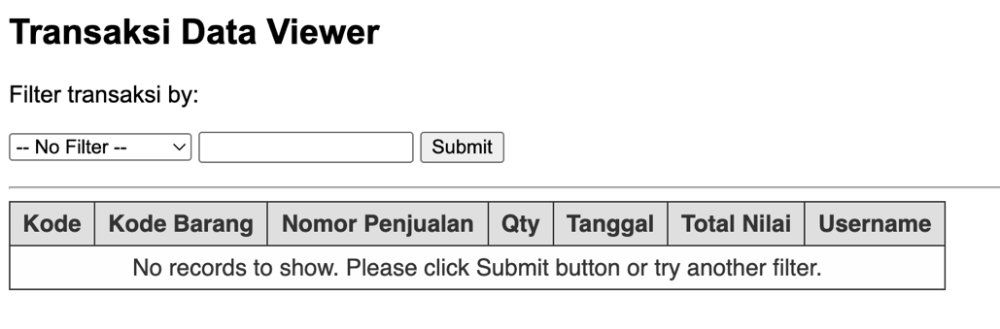 Transaksi Data Viewer
Filter transaksi by:
-- No Filter -- Submit
Kode Kode Barang Nomor Penjualan Qty Tanggal Total Nilai Username
No records to show. Please click Submit button or try another filter.